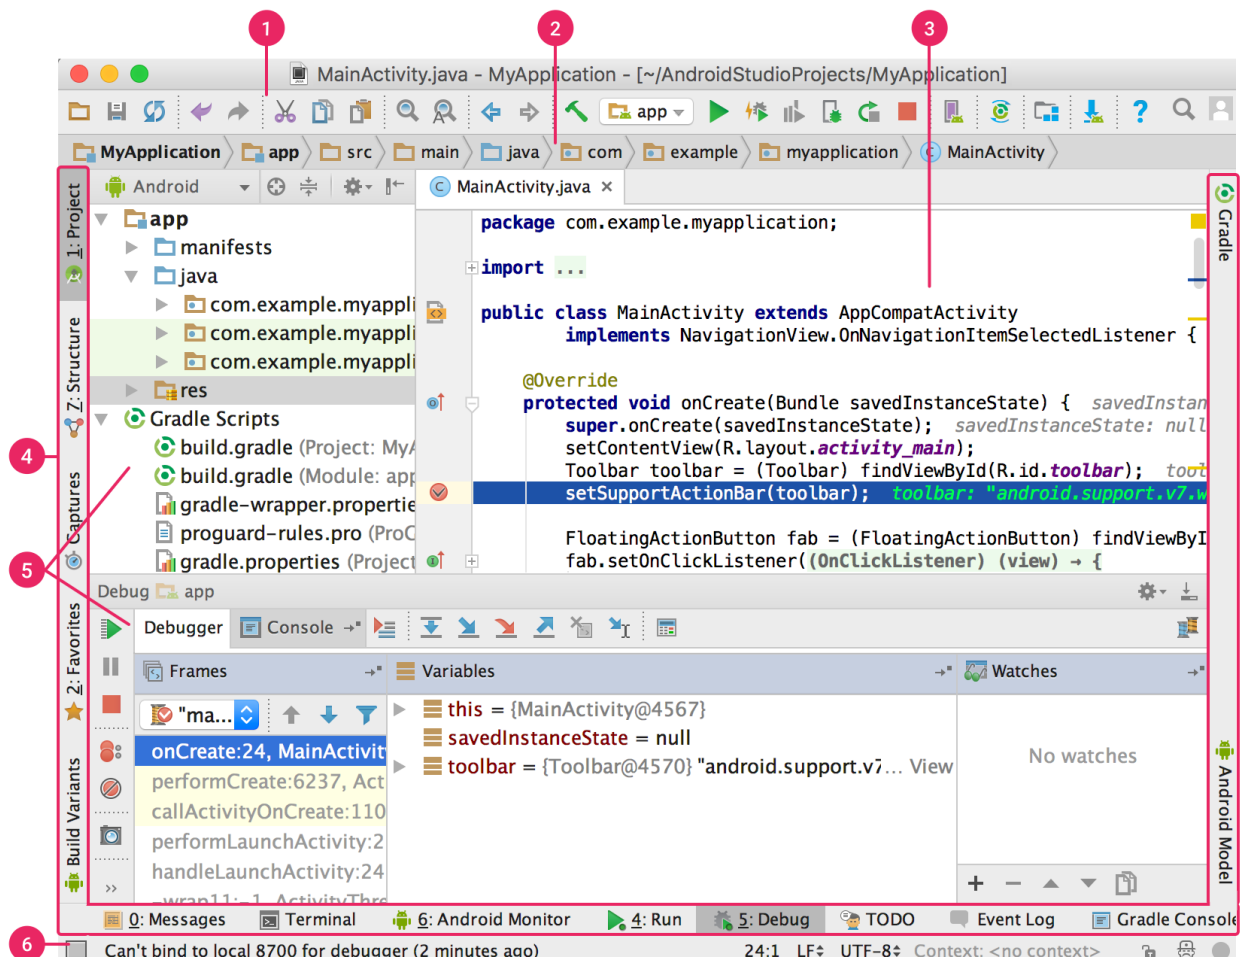 1
2
3
MainActivity.java - MyApplication - [~/AndroidStudioProjects/MyApplication]
app
MyApplication app src main java com example myapplication MainActivity
1: Project
Z: Structure
Captures
2: Favorites
Build Variants
4
5
6
Android
app
manifests
java
com.example.myappli
com.example.myappli
com.example.myappli
res
Gradle Scripts
build.gradle (Project: MyA
build.gradle (Module: app
gradle-wrapper.propertie
proguard-rules.pro (ProC
gradle.properties (Project
MainActivity.java
package com.example.myapplication;
import ...
public class MainActivity extends AppCompatActivity
implements NavigationView.OnNavigationItemSelectedListener {
@Override
protected void onCreate(Bundle savedInstanceState) { savedInstan
super.onCreate(savedInstanceState); savedInstanceState: null
setContentView(R.layout.activity_main);
Toolbar toolbar = (Toolbar) findViewById(R.id.toolbar); tool
setSupportActionBar(toolbar); toolbar: "android.support.v7.w
FloatingActionButton fab = (FloatingActionButton) findViewByI
fab.setOnClickListener((OnClickListener) (view) → {
Gradle
Android Model
Debug app
Debugger Console
Frames
Variables
Watches
"ma...
onCreate:24, MainActivit
performCreate:6237, Act
callActivityOnCreate:110
performLaunchActivity:2
handleLaunchActivity:24
-wrap11:-1, ActivityThre
this = {MainActivity@4567}
savedInstanceState = null
toolbar = {Toolbar@4570} "android.support.v7... View
No watches
0: Messages Terminal 6: Android Monitor 4: Run 5: Debug TODO Event Log Gradle Console
Can't bind to local 8700 for debugger (2 minutes ago) 24:1 LF UTF-8 Context: <no context>